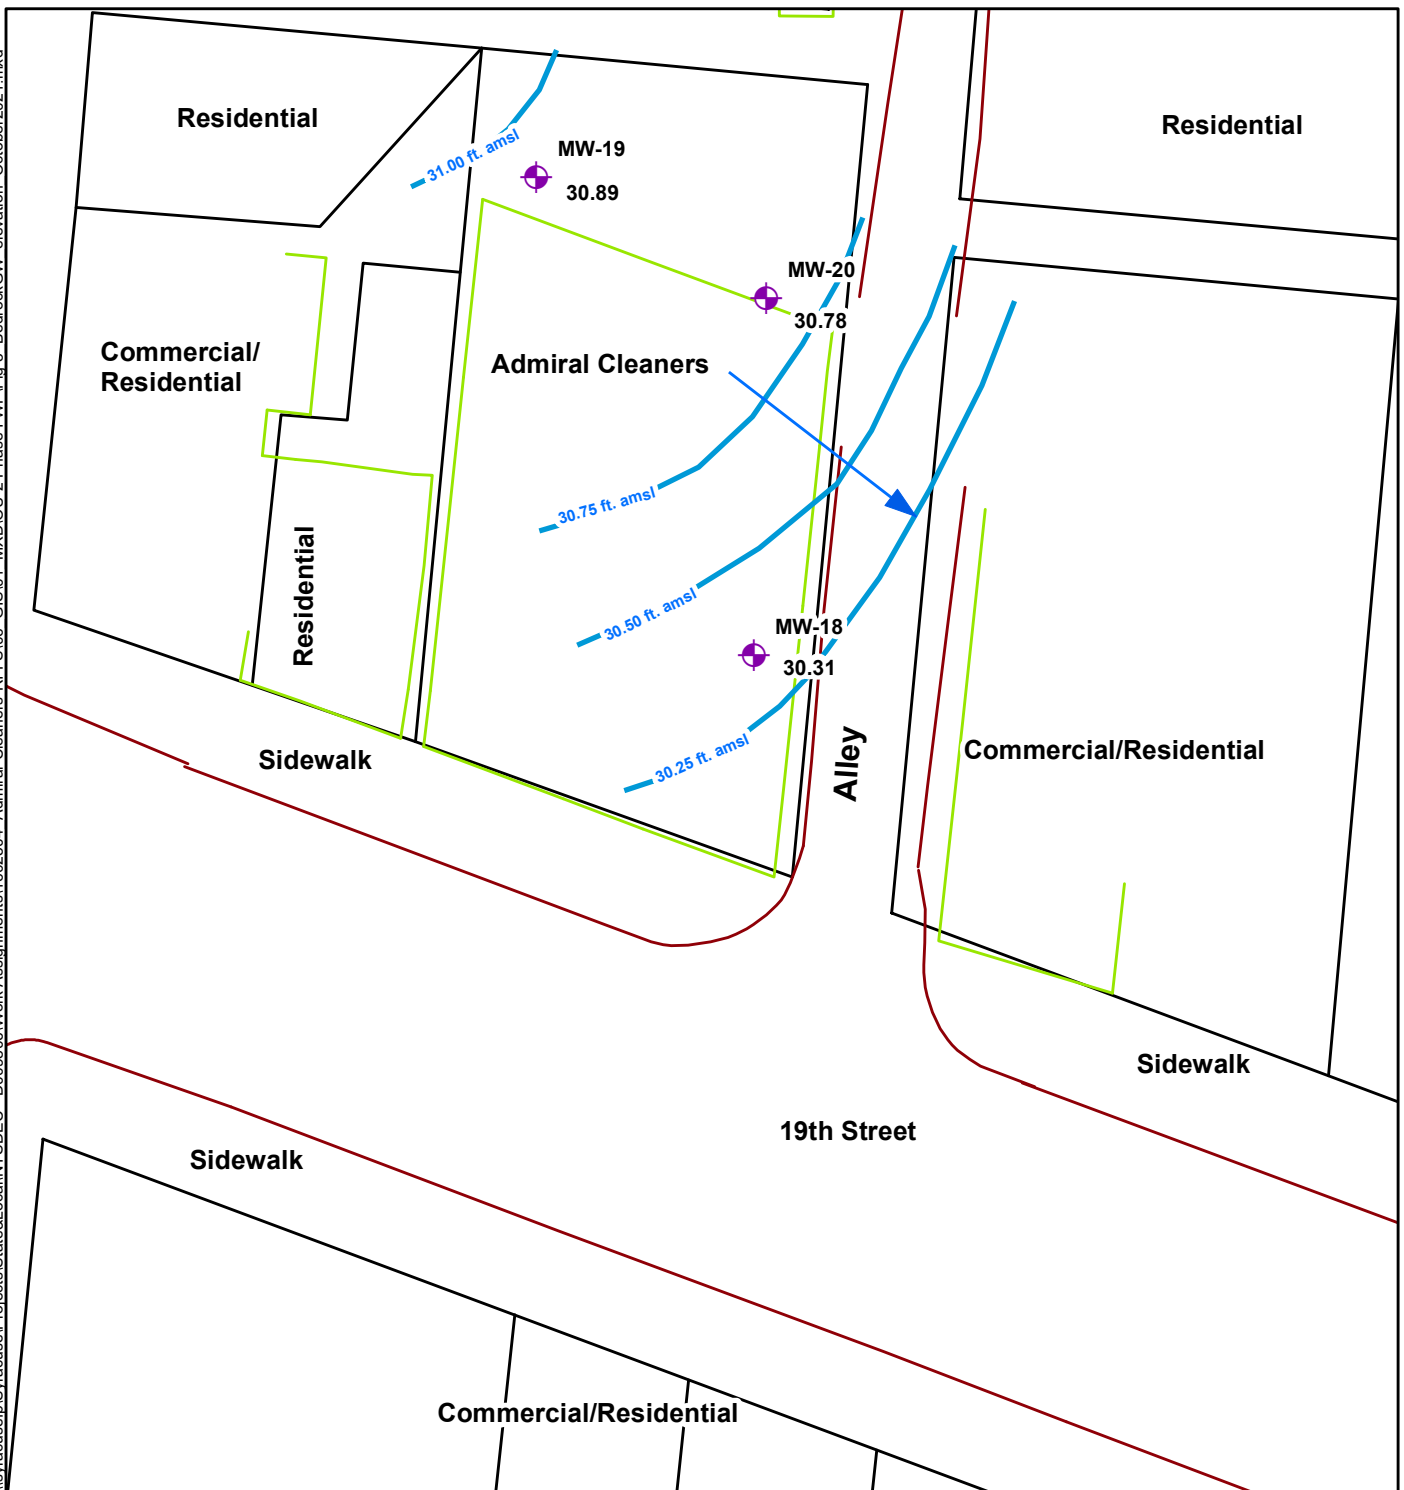 Residential
Residential
31.00 ft. amsl
MW-19
30.89
MW-20
30.78
Commercial/
Residential
Admiral Cleaners
30.75 ft. amsl
Residential
30.50 ft. amsl
MW-18
30.31
30.25 ft. amsl
Sidewalk
Alley
Commercial/Residential
Sidewalk
19th Street
Sidewalk
Commercial/Residential